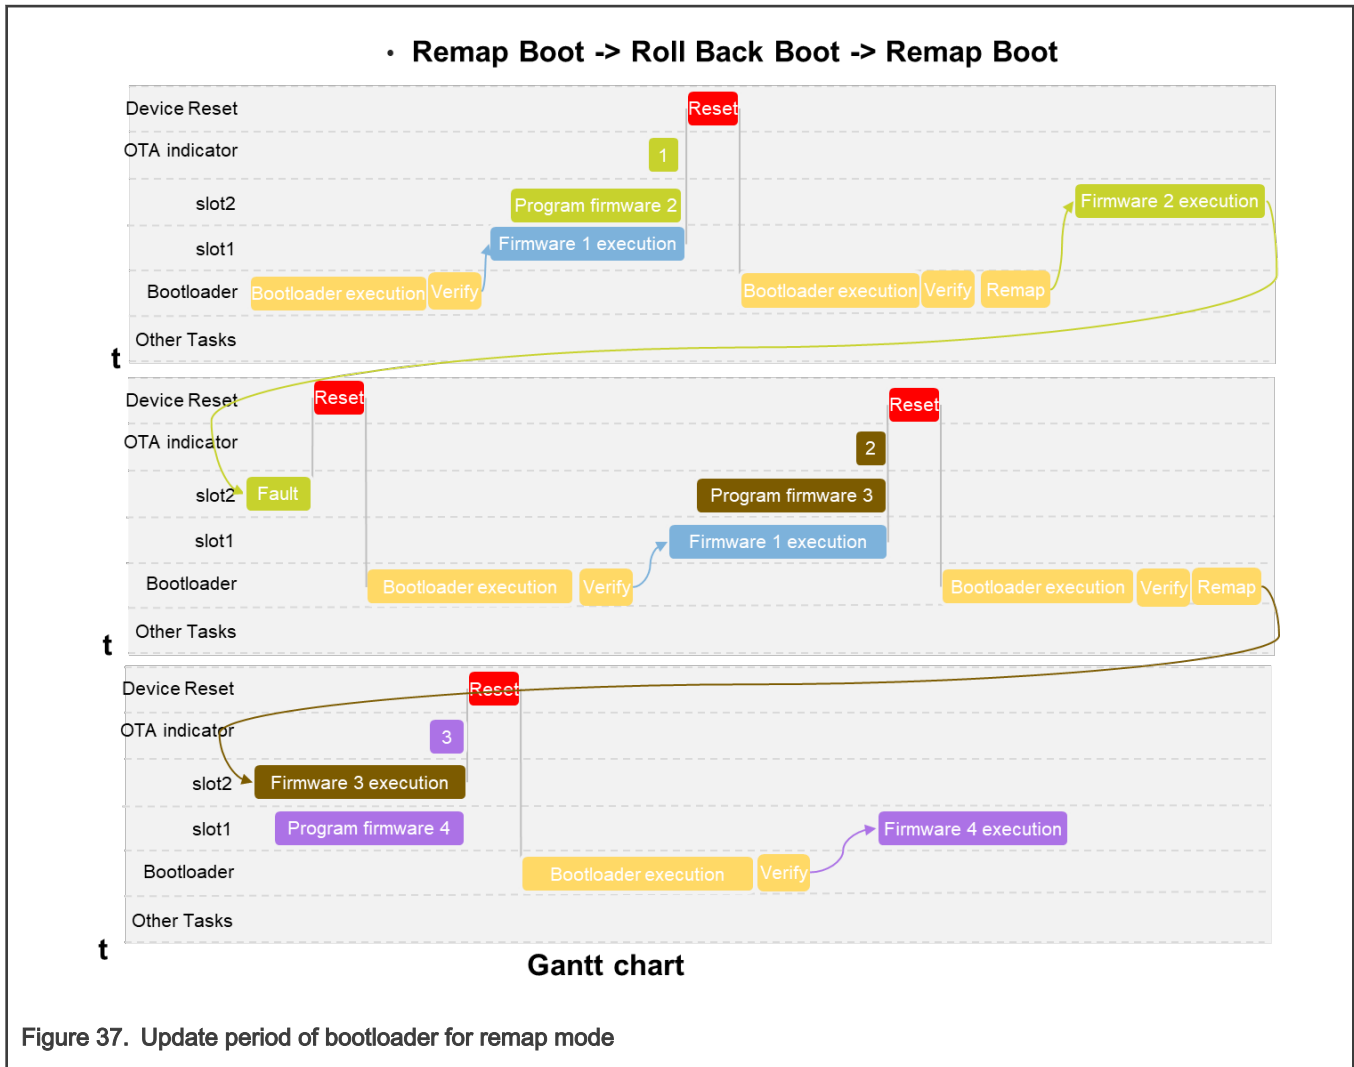 • Remap Boot -> Roll Back Boot -> Remap Boot
Device Reset
Reset
OTA indicator
1
slot2
Program firmware 2
Firmware 2 execution
slot1
Firmware 1 execution
Bootloader
Bootloader execution
Verify
Bootloader execution
Verify
Remap
Other Tasks
t
Device Reset
Reset
Reset
OTA indicator
2
slot2
Fault
Program firmware 3
slot1
Firmware 1 execution
Bootloader
Bootloader execution
Verify
Bootloader execution
Verify
Remap
Other Tasks
t
Device Reset
Reset
OTA indicator
3
slot2
Firmware 3 execution
slot1
Program firmware 4
Firmware 4 execution
Bootloader
Bootloader execution
Verify
Other Tasks
t
Gantt chart
Figure 37. Update period of bootloader for remap mode